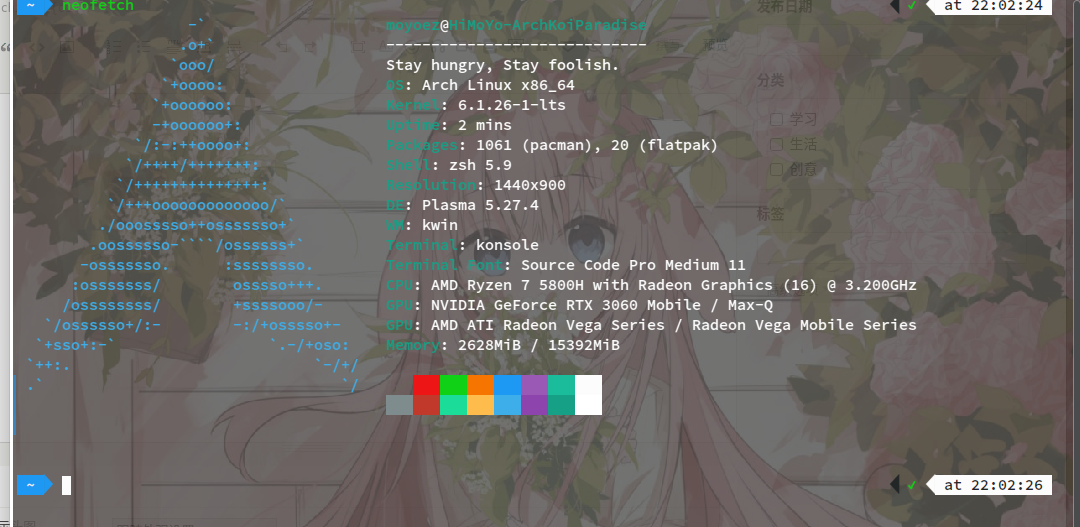 ~ neofetch ✓ at 22:02:24
moyoez@HiMoYo-ArchKoiParadise
-----------------------------
Stay hungry, Stay foolish.
OS: Arch Linux x86_64
Kernel: 6.1.26-1-lts
Uptime: 2 mins
Packages: 1061 (pacman), 20 (flatpak)
Shell: zsh 5.9
Resolution: 1440x900
DE: Plasma 5.27.4
WM: kwin
Terminal: konsole
Terminal Font: Source Code Pro Medium 11
CPU: AMD Ryzen 7 5800H with Radeon Graphics (16) @ 3.200GHz
GPU: NVIDIA GeForce RTX 3060 Mobile / Max-Q
GPU: AMD ATI Radeon Vega Series / Radeon Vega Mobile Series
Memory: 2628MiB / 15392MiB
~ ✓ at 22:02:26
发布日期
分类
学习
生活
创意
标签